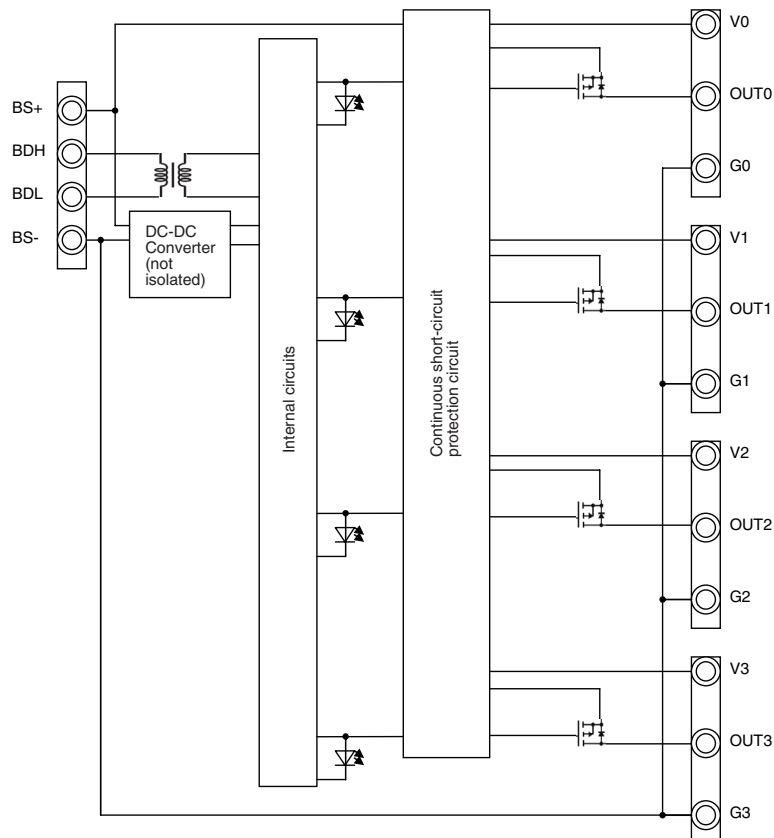 BS+
BDH
BDL
BS-
DC-DC
Converter
(not
isolated)
Internal circuits
Continuous short-circuit
protection circuit
V0
OUT0
G0
V1
OUT1
G1
V2
OUT2
G2
V3
OUT3
G3